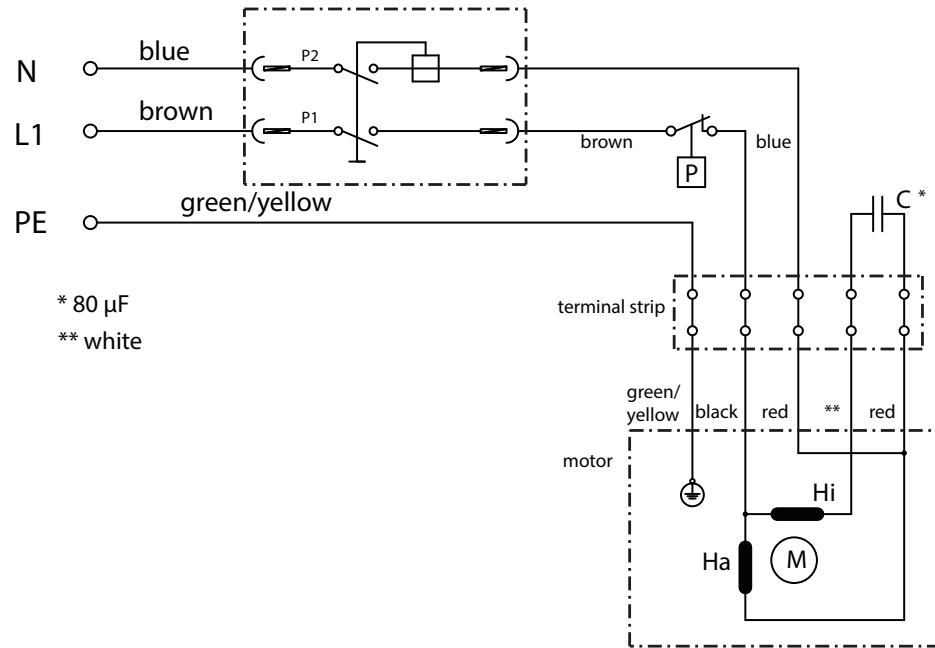 N
blue
P2
L1
brown
P1
brown
P
blue
PE
green/yellow
C *
* 80 µF
** white
terminal strip
green/
yellow
black
red
**
red
motor
Hi
Ha
M